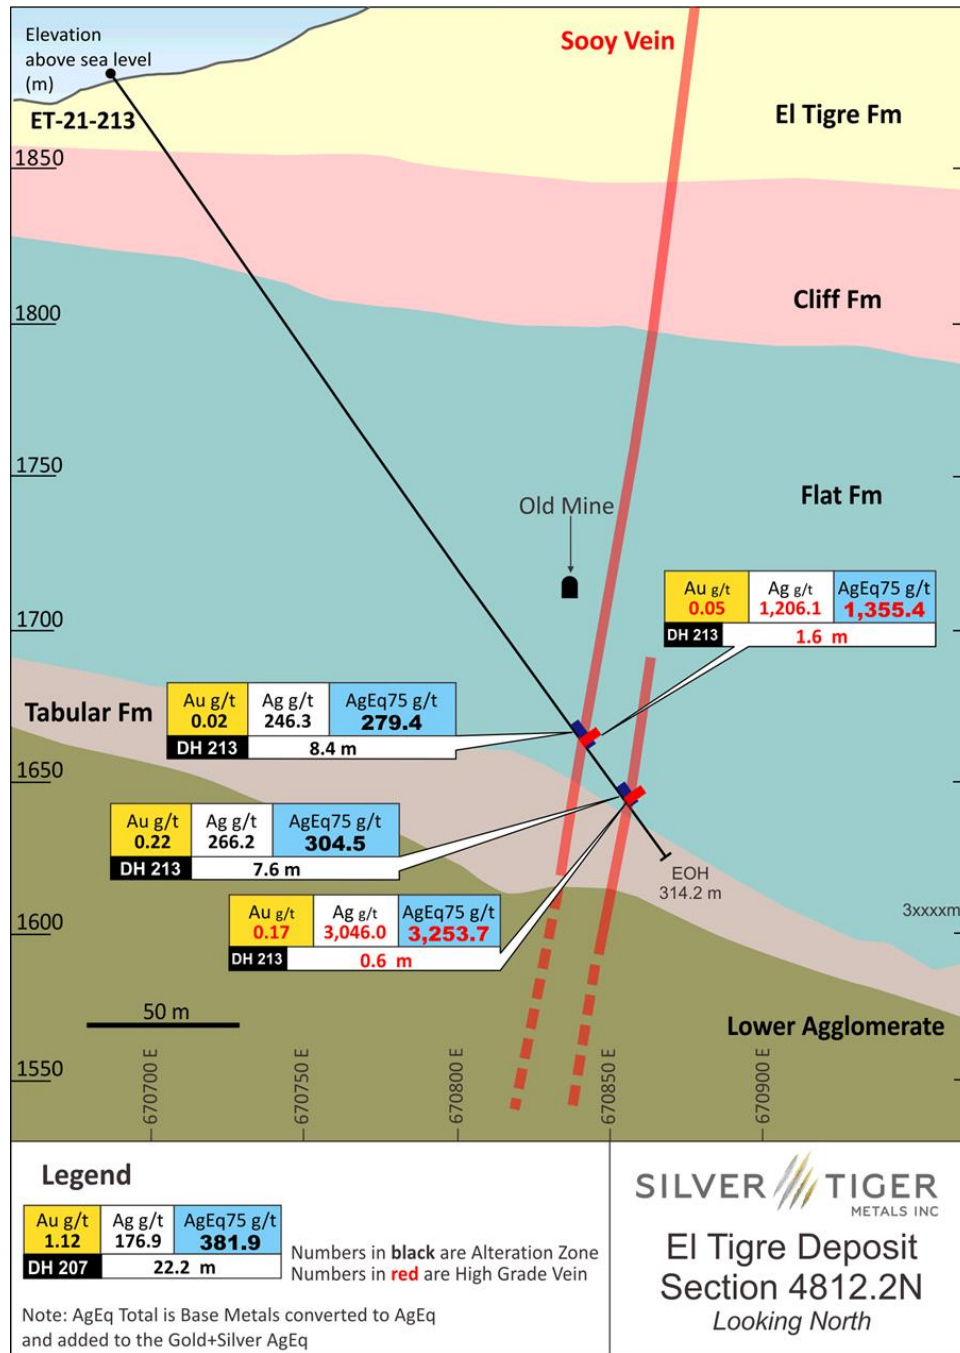 Elevation
above sea level
(m)
ET-21-213
Sooy Vein
El Tigre Fm
1850
Cliff Fm
1800
1750
Flat Fm
Old Mine
1700
Au g/t Ag g/t AgEq75 g/t
0.05 1,206.1 1,355.4
DH 213 1.6 m
Tabular Fm
Au g/t Ag g/t AgEq75 g/t
0.02 246.3 279.4
DH 213 8.4 m
1650
Au g/t Ag g/t AgEq75 g/t
0.22 266.2 304.5
DH 213 7.6 m
EOH
314.2 m
Au g/t Ag g/t AgEq75 g/t
0.17 3,046.0 3,253.7
DH 213 0.6 m
3xxxxm
1600
50 m
Lower Agglomerate
1550
670700 E
670750 E
670800 E
670850 E
670900 E
Legend
Au g/t Ag g/t AgEq75 g/t
1.12 176.9 381.9
DH 207 22.2 m
Numbers in black are Alteration Zone
Numbers in red are High Grade Vein
Note: AgEq Total is Base Metals converted to AgEq
and added to the Gold+Silver AgEq
SILVER TIGER
METALS INC
El Tigre Deposit
Section 4812.2N
Looking North